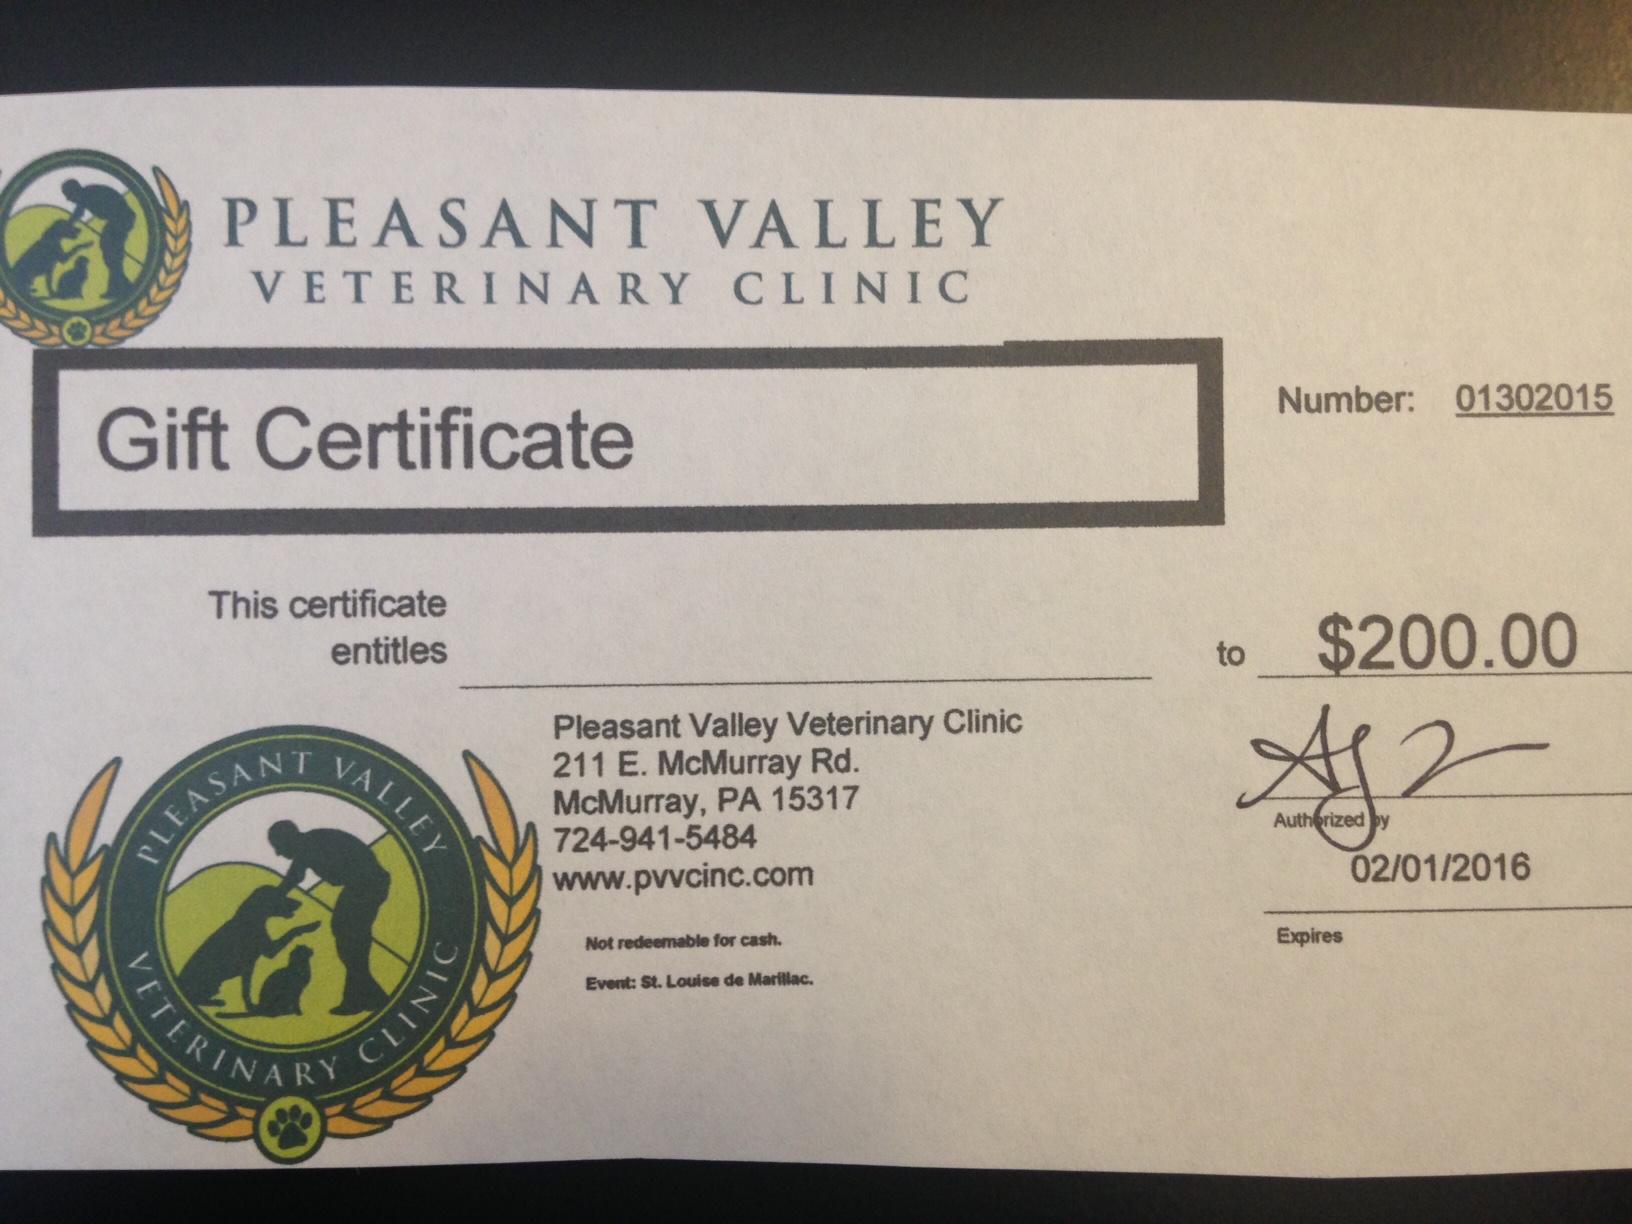 PLEASANT VALLEY
VETERINARY CLINIC
Gift Certificate
Number: 01302015
This certificate
entitles
to $200.00
Pleasant Valley Veterinary Clinic
211 E. McMurray Rd.
McMurray, PA 15317
724-941-5484
www.pvvcinc.com
Not redeemable for cash.
Event: St. Louise de Marillac.
Authorized by
02/01/2016
Expires
PLEASANT VALLEY
VETERINARY CLINIC